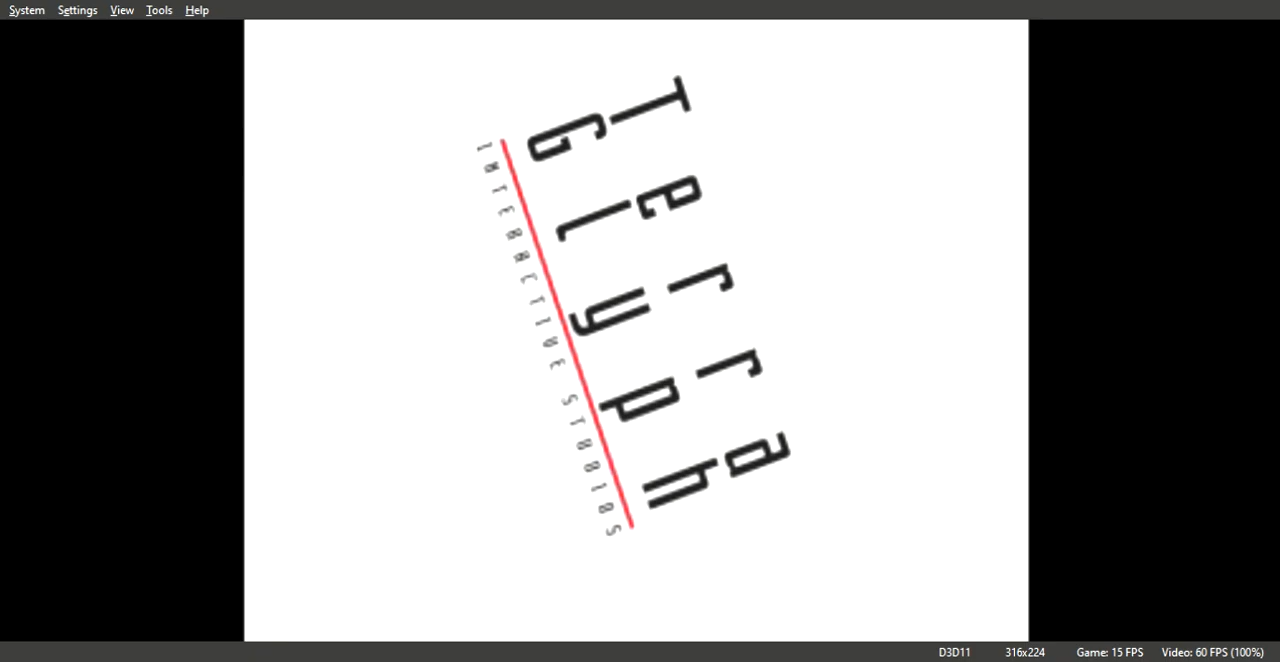 System Settings View Tools Help
Terra
Glyph
INTERACTIVE STUDIOS
D3D11 316x224 Game: 15 FPS Video: 60 FPS (100%)